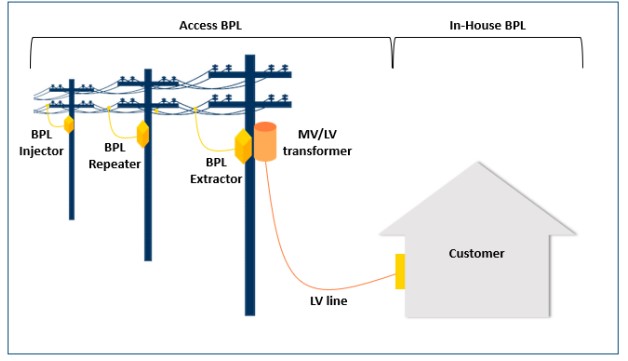 Access BPL
In-House BPL
BPL
Injector
BPL
Repeater
BPL
Extractor
MV/LV
transformer
Customer
LV line